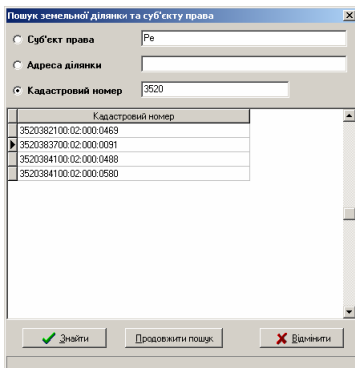 Пошук земельної ділянки та суб'єкту права
Суб'єкт права Ре
Адреса ділянки
Кадастровий номер 3520
Кадастровий номер
3520382100:02:000:0469
3520383700:02:000:0091
3520384100:02:000:0488
3520384100:02:000:0580
Знайти Продовжити пошук Відмінити